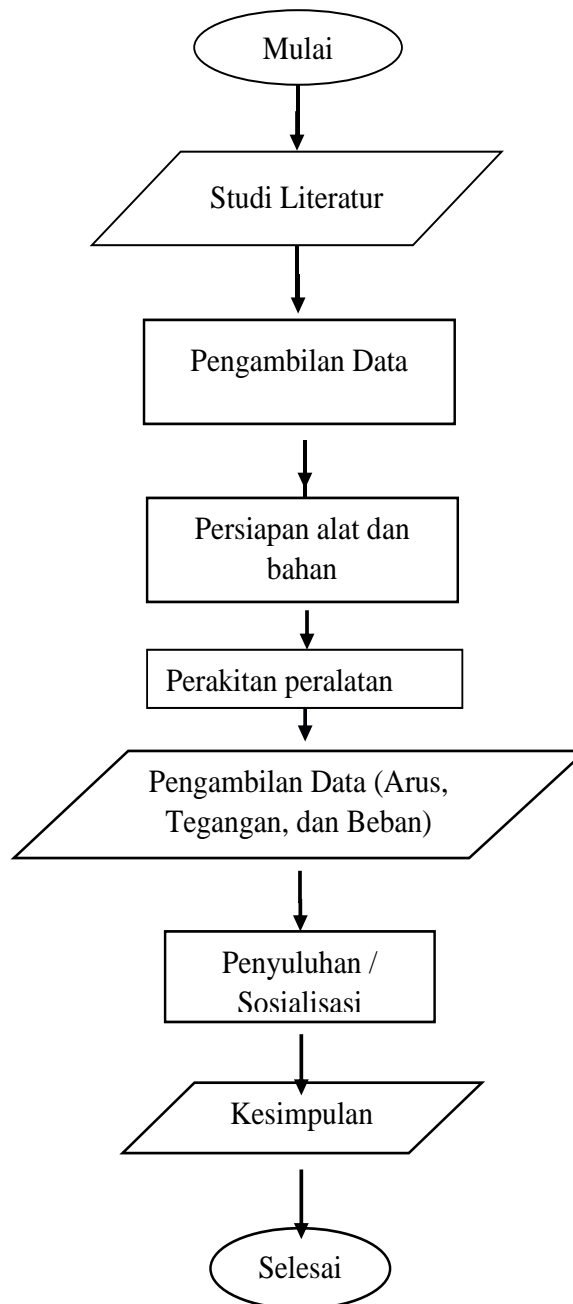 Mulai
Studi Literatur
Pengambilan Data
Persiapan alat dan
bahan
Perakitan peralatan
Pengambilan Data (Arus,
Tegangan, dan Beban)
Penyuluhan /
Sosialisasi
Kesimpulan
Selesai